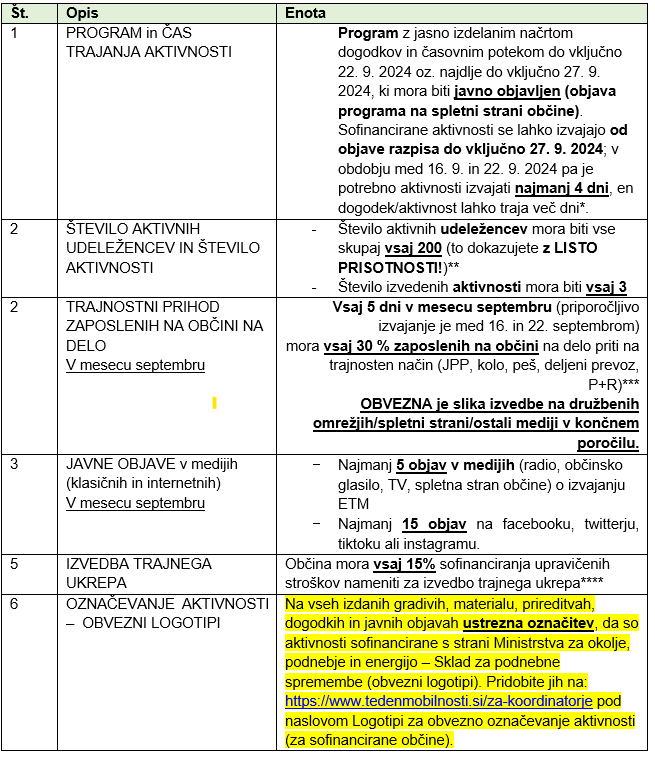 Št. Opis Enota
1 PROGRAM in ČAS
TRAJANJA AKTIVNOSTI
Program z jasno izdelanim načrtom
dogodkov in časovnim potekom do vključno
22. 9. 2024 oz. najdlje do vključno 27. 9.
2024, ki mora biti javno objavljen (objava
programa na spletni strani občine).
Sofinancirane aktivnosti se lahko izvajajo od
objave razpisa do vključno 27. 9. 2024; v
obdobju med 16. 9. in 22. 9. 2024 pa je
potrebno aktivnosti izvajati najmanj 4 dni, en
dogodek/aktivnost lahko traja več dni*.
2 ŠTEVILO AKTIVNIH
UDELEŽENCEV IN ŠTEVILO
AKTIVNOSTI
- Število aktivnih udeležencev mora biti vse
skupaj vsaj 200 (to dokazujete z LISTO
PRISOTNOSTI!)**
- Število izvedenih aktivnosti mora biti vsaj 3
2 TRAJNOSTNI PRIHOD
ZAPOSLENIH NA OBČINI NA
DELO
V mesecu septembru
Vsaj 5 dni v mesecu septembru (priporočljivo
izvajanje je med 16. in 22. septembrom)
mora vsaj 30 % zaposlenih na občini na delo priti na
trajnosten način (JPP, kolo, peš, deljeni prevoz,
P+R)***
OBVEZNA je slika izvedbe na družbenih
omrežjih/spletni strani/ostali mediji v končnem
poročilu.
3 JAVNE OBJAVE v medijih
(klasičnih in internetnih)
V mesecu septembru
− Najmanj 5 objav v medijih (radio, občinsko
glasilo, TV, spletna stran občine) o izvajanju
ETM
− Najmanj 15 objav na facebooku, twitterju,
tiktoku ali instagramu.
5 IZVEDBA TRAJNEGA
UKREPA
Občina mora vsaj 15% sofinanciranja upravičenih
stroškov nameniti za izvedbo trajnega ukrepa****
6 OZNAČEVANJE AKTIVNOSTI
– OBVEZNI LOGOTIPI
Na vseh izdanih gradivih, materialu, prireditvah,
dogodkih in javnih objavah ustrezna označitev, da so
aktivnosti sofinancirane s strani Ministrstva za okolje,
podnebje in energijo – Sklad za podnebne
spremembe (obvezni logotipi). Pridobite jih na:
https://www.tedenmobilnosti.si/za-koordinatorje pod
naslovom Logotipi za obvezno označevanje aktivnosti
(za sofinancirane občine).